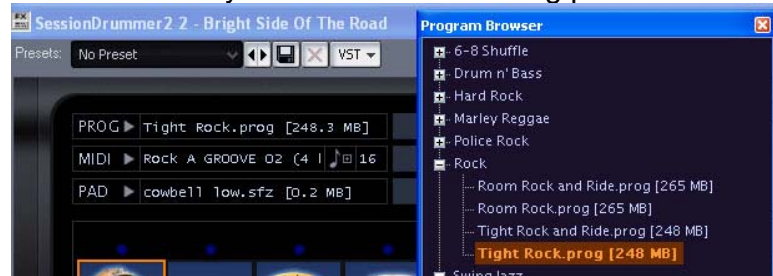 SessionDrummer2 2 - Bright Side Of The Road
Presets: No Preset VST
PROG Tight Rock.prog [248.3 MB]
MIDI Rock A GROOVE 02 (4 16
PAD cowbell low.sfz [0.2 MB]
Program Browser
6-8 Shuffle
Drum n' Bass
Hard Rock
Marley Reggae
Police Rock
Rock
Room Rock and Ride.prog [265 MB]
Room Rock.prog [265 MB]
Tight Rock and Ride.prog [248 MB]
Tight Rock.prog [248 MB]
Swing Jazz